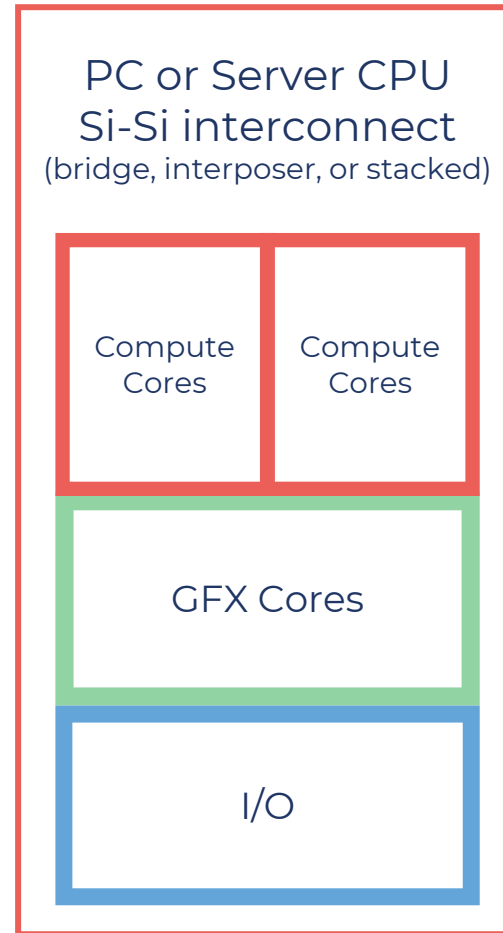 PC or Server CPU
Si-Si interconnect
(bridge, interposer, or stacked)
Compute
Cores
Compute
Cores
GFX Cores
I/O